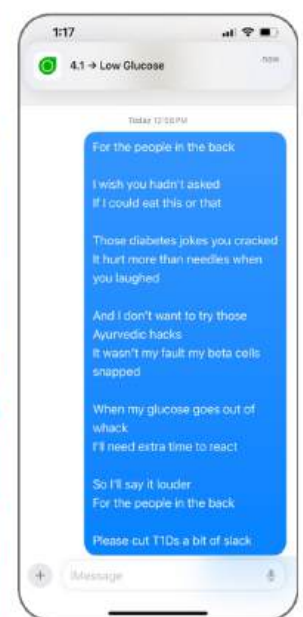 1:17
4.1 → Low Glucose
now
Today 12:58 PM
For the people in the back
I wish you hadn't asked
If I could eat this or that
Those diabetes jokes you cracked
It hurt more than needles when
you laughed
And I don't want to try those
Ayurvedic hacks
It wasn't my fault my beta cells
snapped
When my glucose goes out of
whack
I'll need extra time to react
So I'll say it louder
For the people in the back
Please cut T1Ds a bit of slack
iMessage